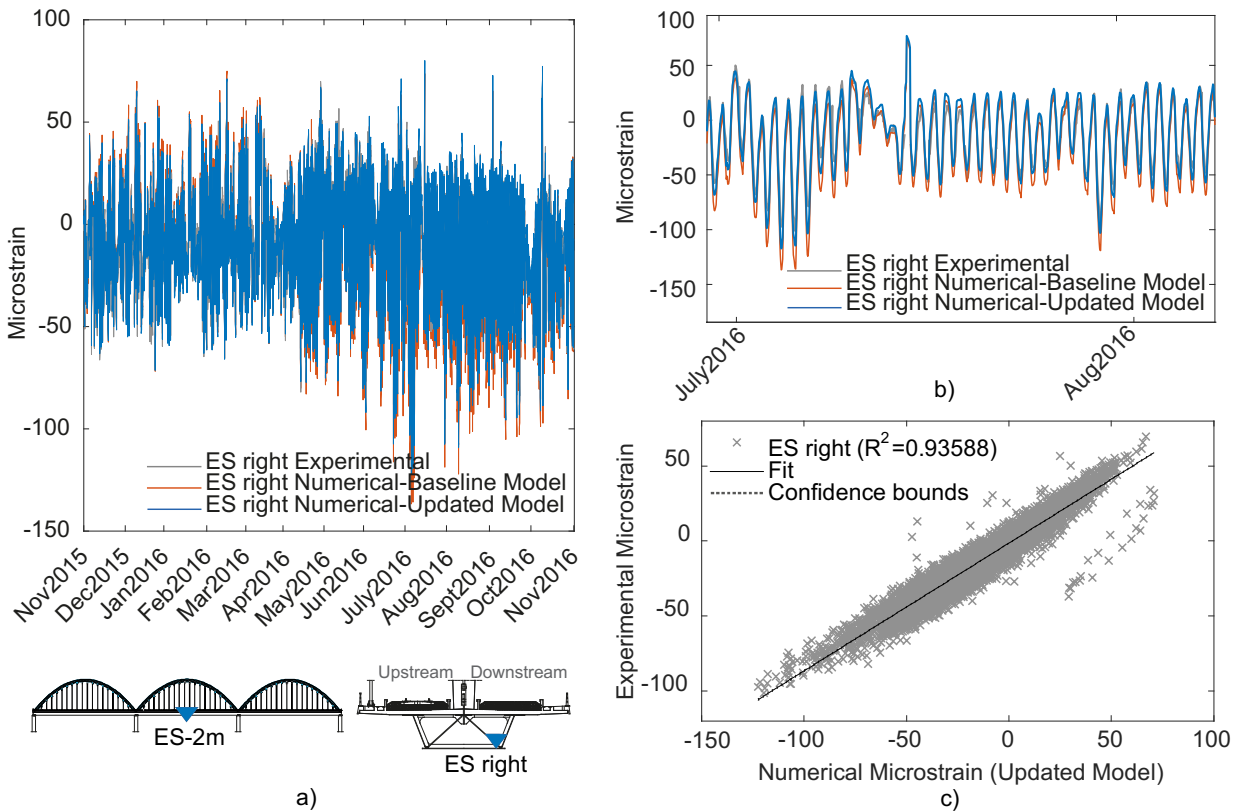 100
50
0
-50
-100
-150
Microstrain
ES right Experimental
ES right Numerical-Baseline Model
ES right Numerical-Updated Model
Nov2015
Dec2015
Jan2016
Feb2016
Mar2016
Apr2016
May2016
Jun2016
July2016
Aug2016
Sept2016
Oct2016
Nov2016
ES-2m
Upstream
Downstream
ES right
a)
100
50
0
-50
-100
-150
Microstrain
ES right Experimental
ES right Numerical-Baseline Model
ES right Numerical-Updated Model
July2016
Aug2016
b)
100
50
0
-50
-100
Experimental Microstrain
ES right (R²=0.93588)
Fit
Confidence bounds
-150
-100
-50
0
50
100
Numerical Microstrain (Updated Model)
c)